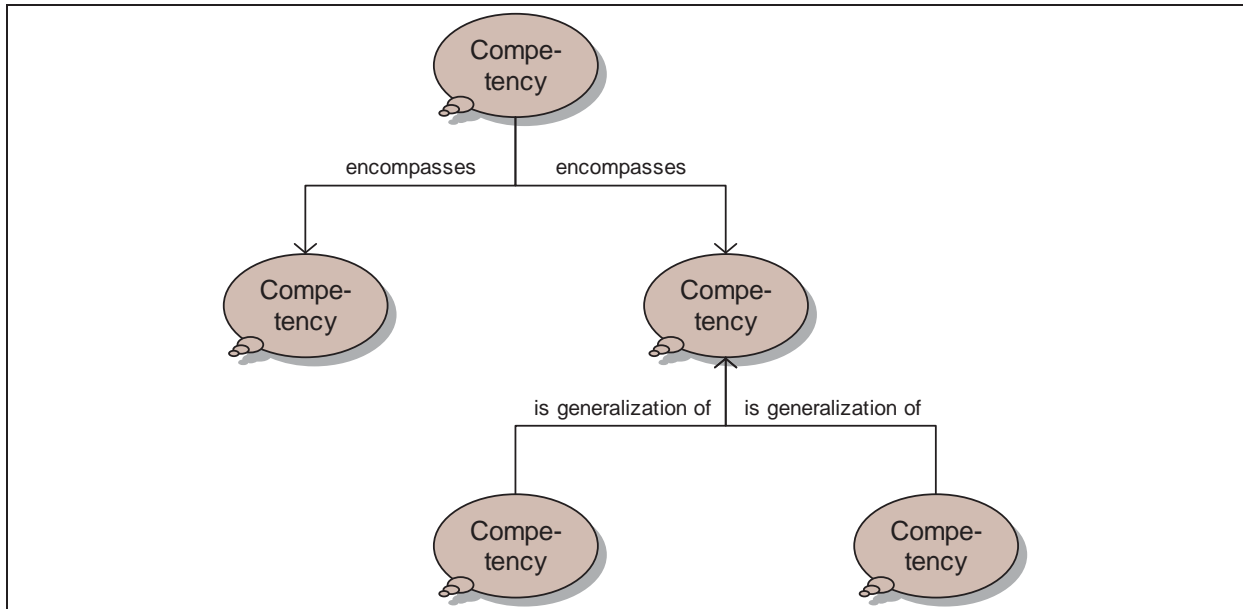 Compe-
tency
encompasses encompasses
Compe-
tency
Compe-
tency
is generalization of is generalization of
Compe-
tency
Compe-
tency